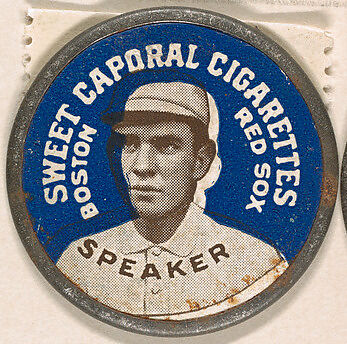 SWEET CAPORAL CIGARETTES
BOSTON
RED SOX
SPEAKER